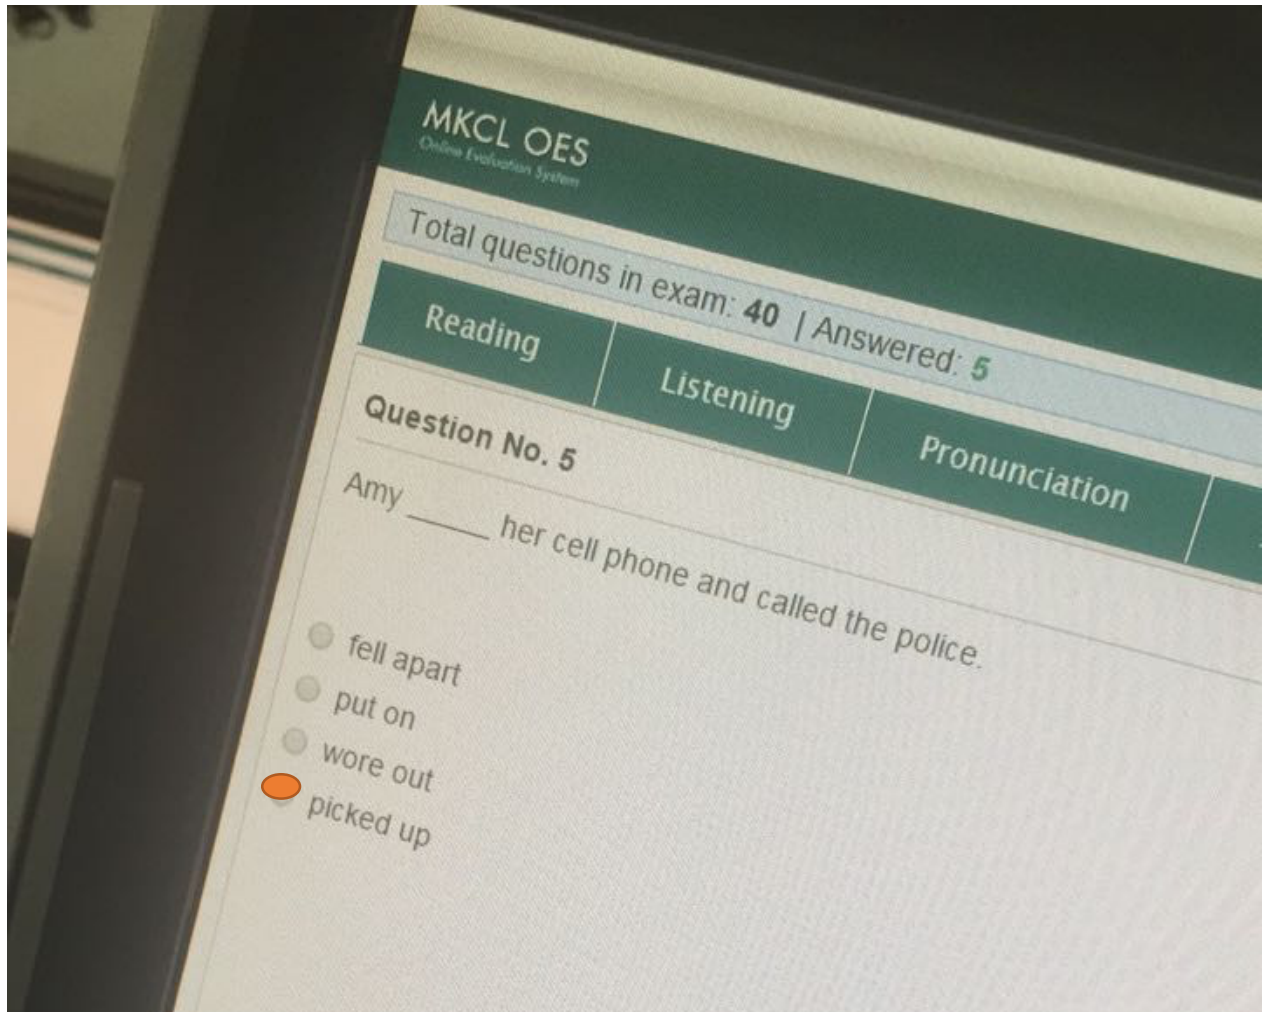 MKCL OES
Online Evaluation System
Total questions in exam: 40 | Answered: 5
Reading
Listening
Pronunciation
Question No. 5
Amy _____ her cell phone and called the police.
fell apart
put on
wore out
picked up